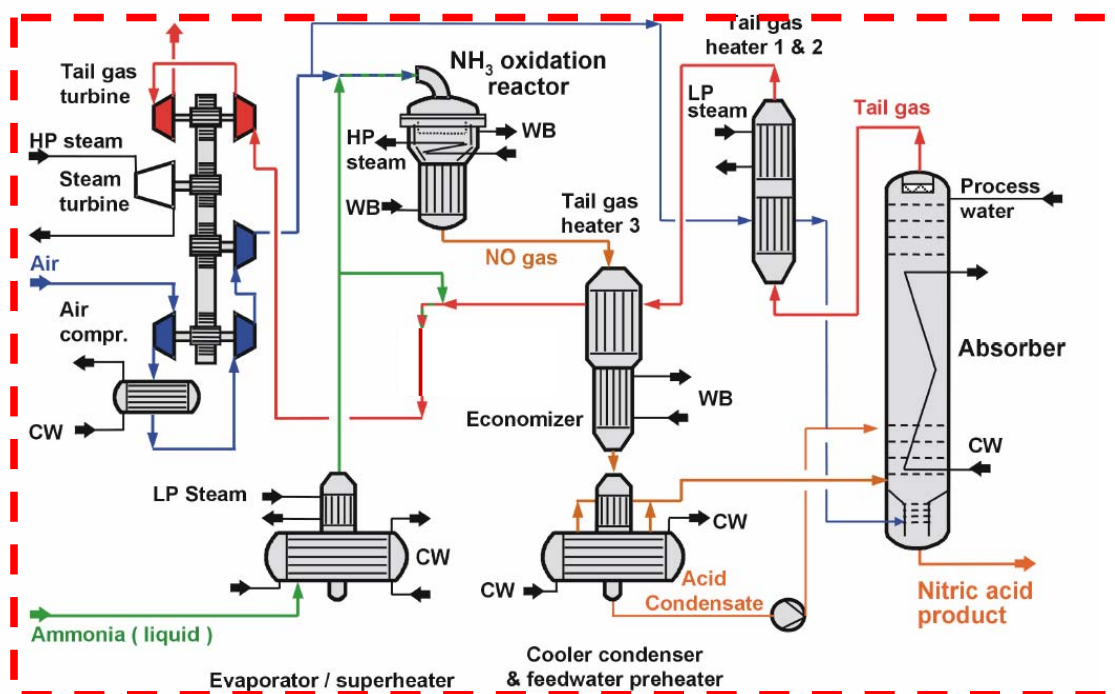 Tail gas
turbine
HP steam
Steam
turbine
Air
Air
compr.
CW
NH3 oxidation
reactor
HP
steam
WB
WB
NO gas
Tail gas
heater 3
Tail gas
heater 1 & 2
LP
steam
Tail gas
Process
water
Absorber
CW
WB
Economizer
LP Steam
CW
CW
CW
Acid
Condensate
Nitric acid
product
Ammonia ( liquid )
Evaporator / superheater
Cooler condenser
& feedwater preheater